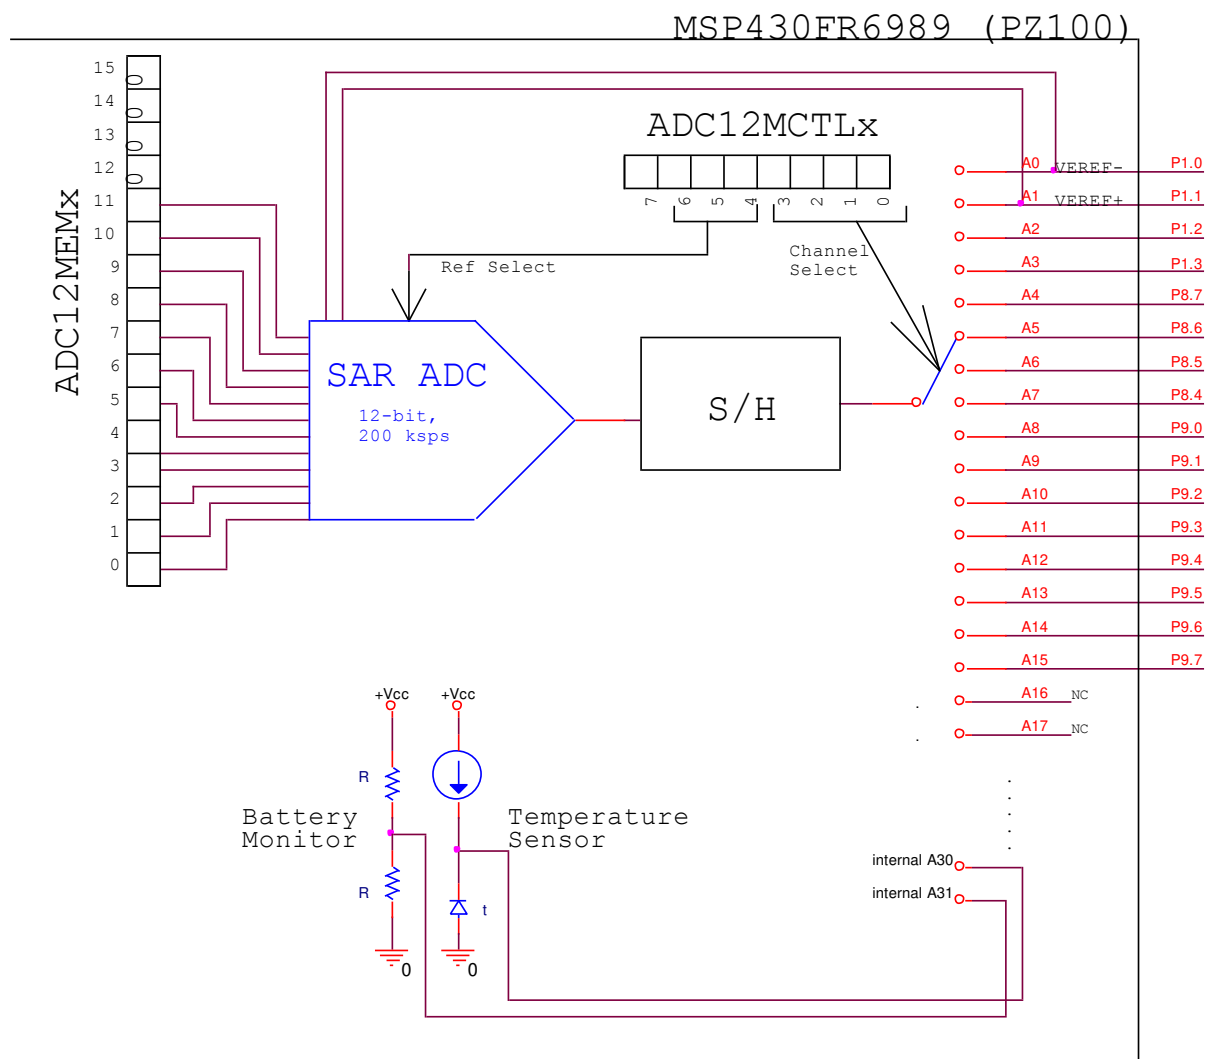 MSP430FR6989 (PZ100)
15
0
14
0
13
0
12
0
11
10
9
8
7
6
5
4
3
2
1
0
ADC12MEMx
ADC12MCTLx
7
6
5
4
3
2
1
0
Ref Select
Channel
Select
SAR ADC
12-bit,
200 ksps
S/H
A0 VEREF- P1.0
A1 VEREF+ P1.1
A2 P1.2
A3 P1.3
A4 P8.7
A5 P8.6
A6 P8.5
A7 P8.4
A8 P9.0
A9 P9.1
A10 P9.2
A11 P9.3
A12 P9.4
A13 P9.5
A14 P9.6
A15 P9.7
A16 NC
A17 NC
+Vcc +Vcc
R
Battery
Monitor
Temperature
Sensor
R
t
0 0
internal A30
internal A31